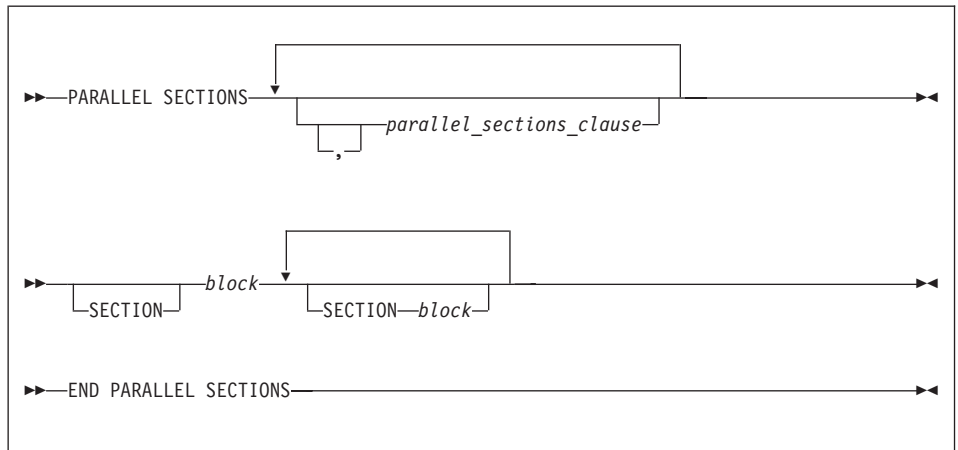 PARALLEL SECTIONS
parallel_sections_clause
,
block
SECTION
SECTION block
END PARALLEL SECTIONS